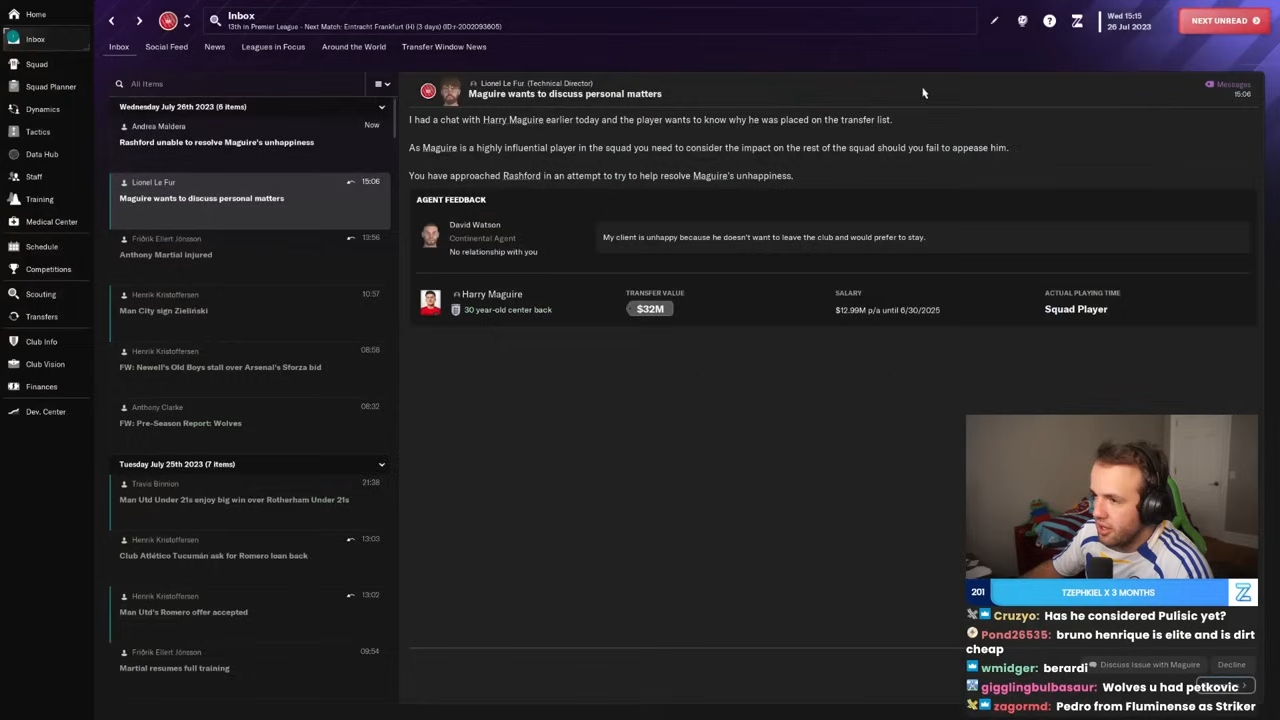 Home
Inbox
Squad
Squad Planner
Dynamics
Tactics
Data Hub
Staff
Training
Medical Center
Schedule
Competitions
Scouting
Transfers
Club Info
Club Vision
Finances
Dev. Center
Inbox
13th in Premier League - Next Match: Eintracht Frankfurt (H) (3 days) (ID:r-2002093605)
Wed 15:15
26 Jul 2023
NEXT UNREAD
Inbox Social Feed News Leagues in Focus Around the World Transfer Window News
All Items
Wednesday July 26th 2023 (6 items)
Andrea Maldera Now
Rashford unable to resolve Maguire's unhappiness
Lionel Le Fur 15:06
Maguire wants to discuss personal matters
Friðrik Ellert Jónsson 13:56
Anthony Martial injured
Henrik Kristoffersen 10:57
Man City sign Zieliński
Henrik Kristoffersen 08:58
FW: Newell's Old Boys stall over Arsenal's Sforza bid
Anthony Clarke 08:32
FW: Pre-Season Report: Wolves
Tuesday July 25th 2023 (7 items)
Travis Binnion 21:38
Man Utd Under 21s enjoy big win over Rotherham Under 21s
Henrik Kristoffersen 13:03
Club Atlético Tucumán ask for Romero loan back
Henrik Kristoffersen 13:02
Man Utd's Romero offer accepted
Friðrik Ellert Jónsson 09:54
Martial resumes full training
Lionel Le Fur (Technical Director)
Maguire wants to discuss personal matters
Messages
15:06
I had a chat with Harry Maguire earlier today and the player wants to know why he was placed on the transfer list.
As Maguire is a highly influential player in the squad you need to consider the impact on the rest of the squad should you fail to appease him.
You have approached Rashford in an attempt to try to help resolve Maguire's unhappiness.
AGENT FEEDBACK
David Watson
Continental Agent
No relationship with you
My client is unhappy because he doesn't want to leave the club and would prefer to stay.
Harry Maguire
30 year-old center back
TRANSFER VALUE
$32M
SALARY
$12.99M p/a until 6/30/2025
ACTUAL PLAYING TIME
Squad Player
201 TZEPHKIEL X 3 MONTHS
Cruzyo: Has he considered Pulisic yet?
Pond26535: bruno henrique is elite and is dirt
cheap
wmidger: berardi
Discuss Issue with Maguire Decline
gigglingbulbasaur: Wolves u had petkovic
zagormd: Pedro from Fluminense as Striker